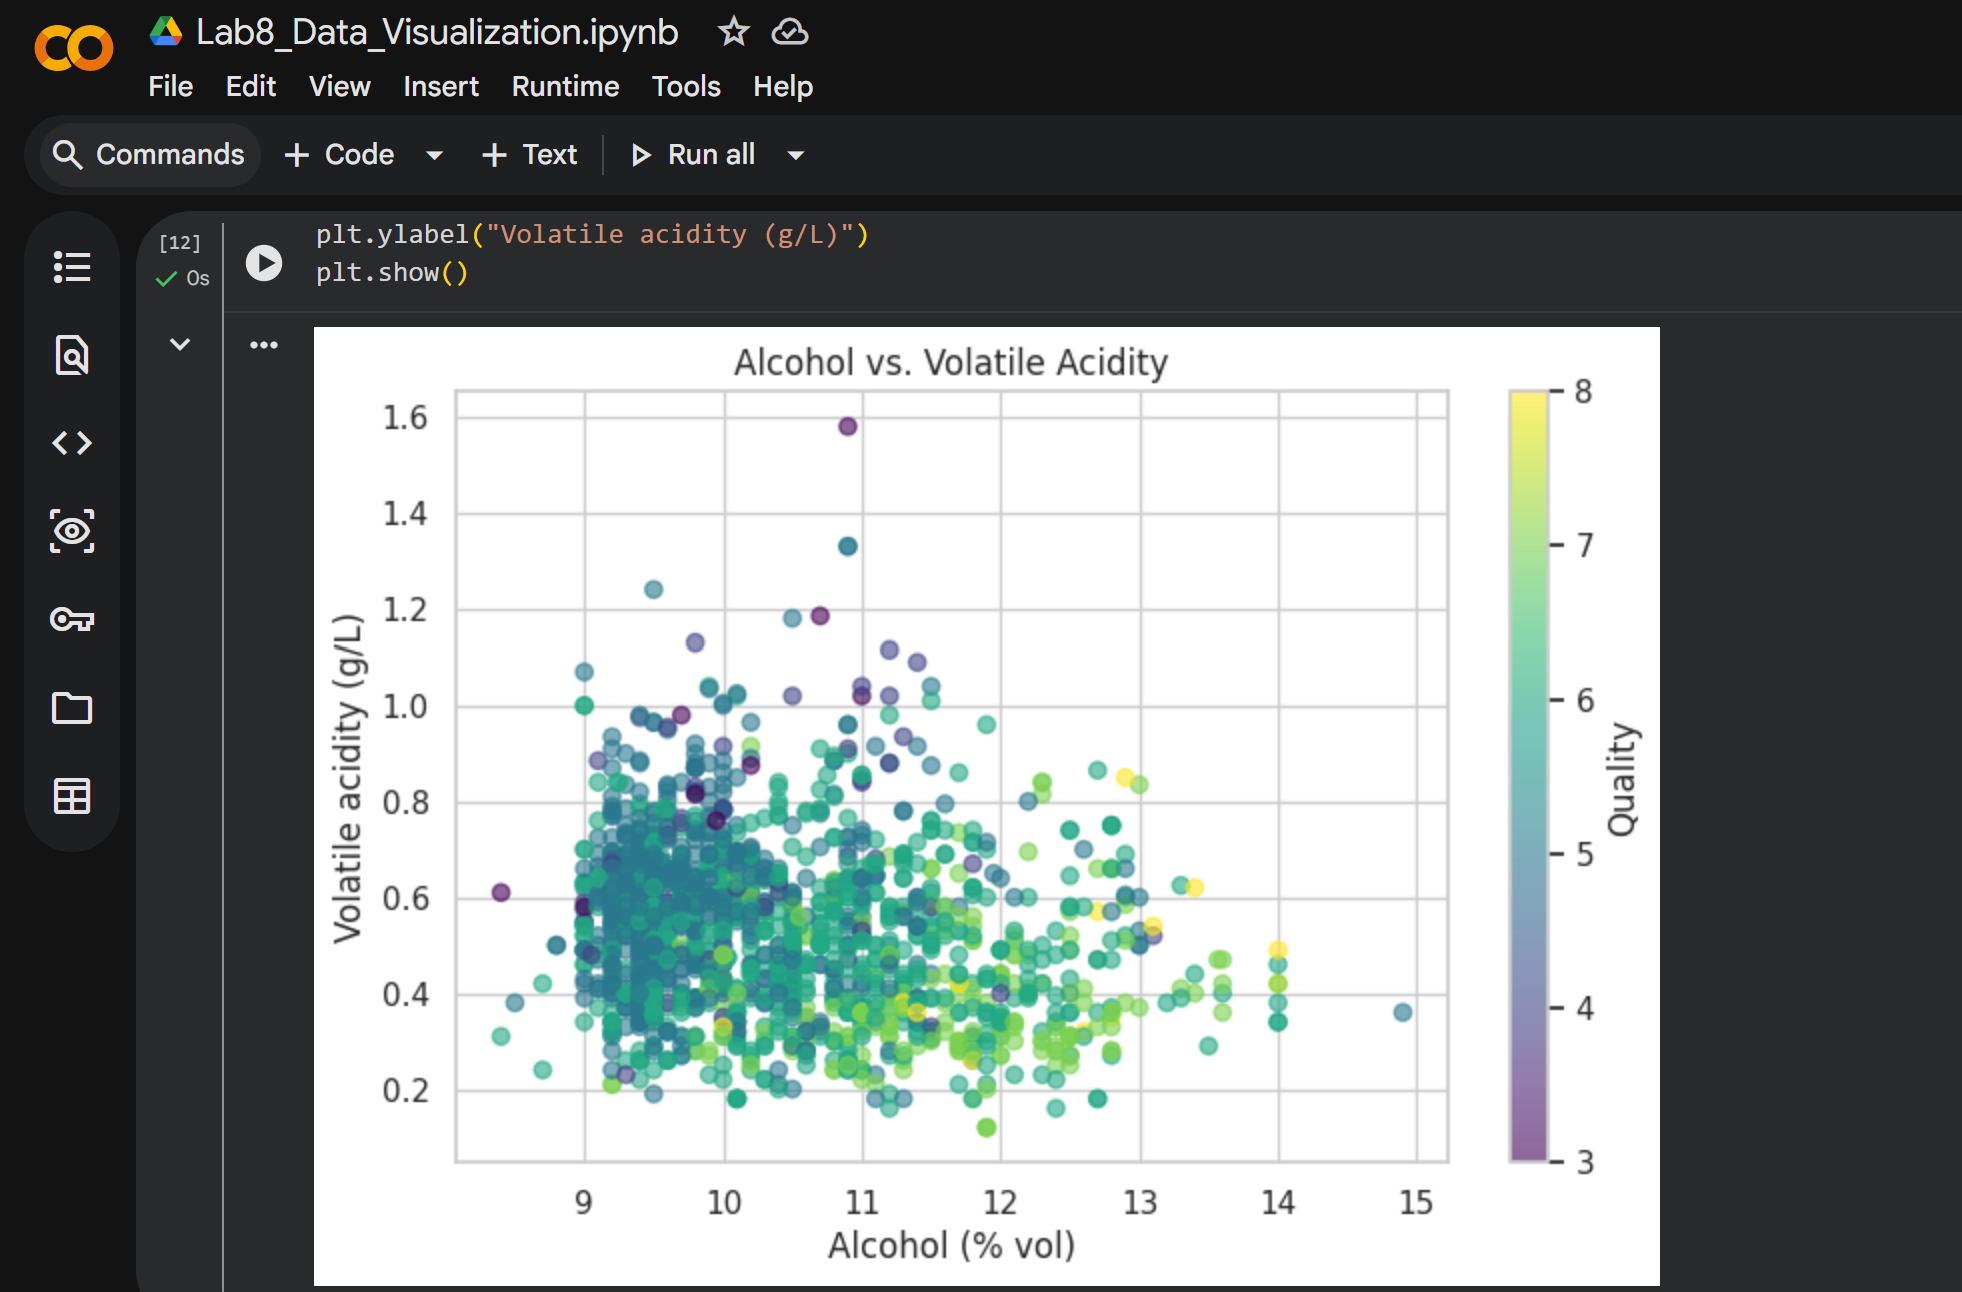 Lab8_Data_Visualization.ipynb
File Edit View Insert Runtime Tools Help
Commands + Code + Text Run all
[12]
0s
plt.ylabel("Volatile acidity (g/L)")
plt.show()
Alcohol vs. Volatile Acidity
Volatile acidity (g/L)
1.6
1.4
1.2
1.0
0.8
0.6
0.4
0.2
9 10 11 12 13 14 15
Alcohol (% vol)
8
7
6
5
4
3
Quality